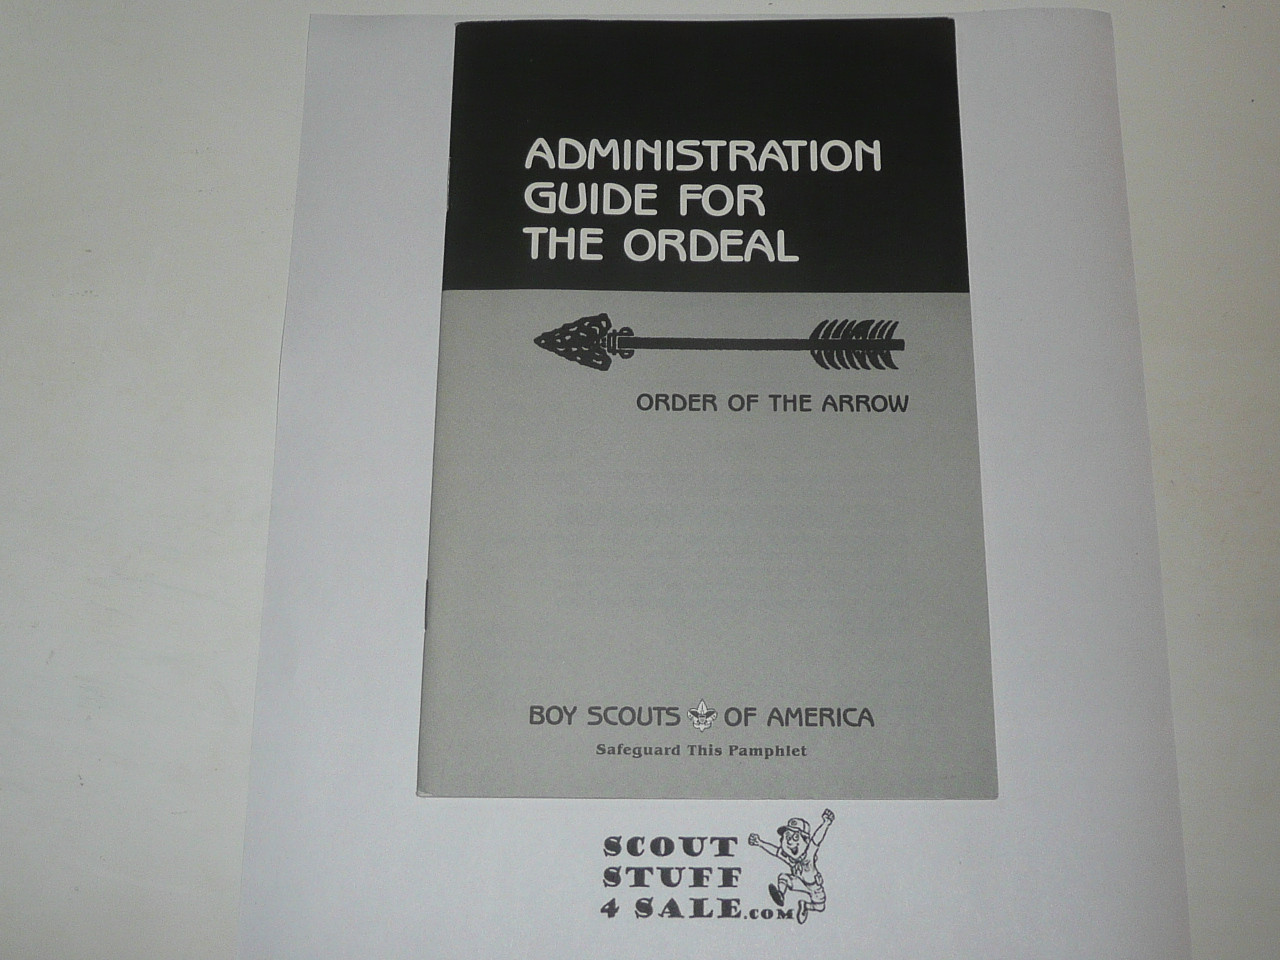 ADMINISTRATION
GUIDE FOR
THE ORDEAL
ORDER OF THE ARROW
BOY SCOUTS OF AMERICA
Safeguard This Pamphlet
SCOUT
STUFF
4 SALE.COM